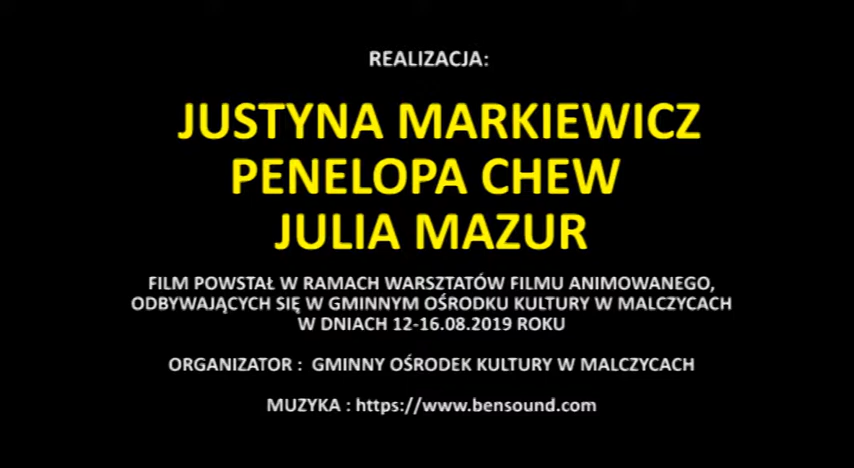 REALIZACJA:
JUSTYNA MARKIEWICZ
PENELOPA CHEW
JULIA MAZUR
FILM POWSTAŁ W RAMACH WARSZTATÓW FILMU ANIMOWANEGO,
ODBYWAJĄCYCH SIĘ W GMINNYM OŚRODKU KULTURY W MALCZYCACH
W DNIACH 12-16.08.2019 ROKU
ORGANIZATOR : GMINNY OŚRODEK KULTURY W MALCZYCACH
MUZYKA : https://www.bensound.com